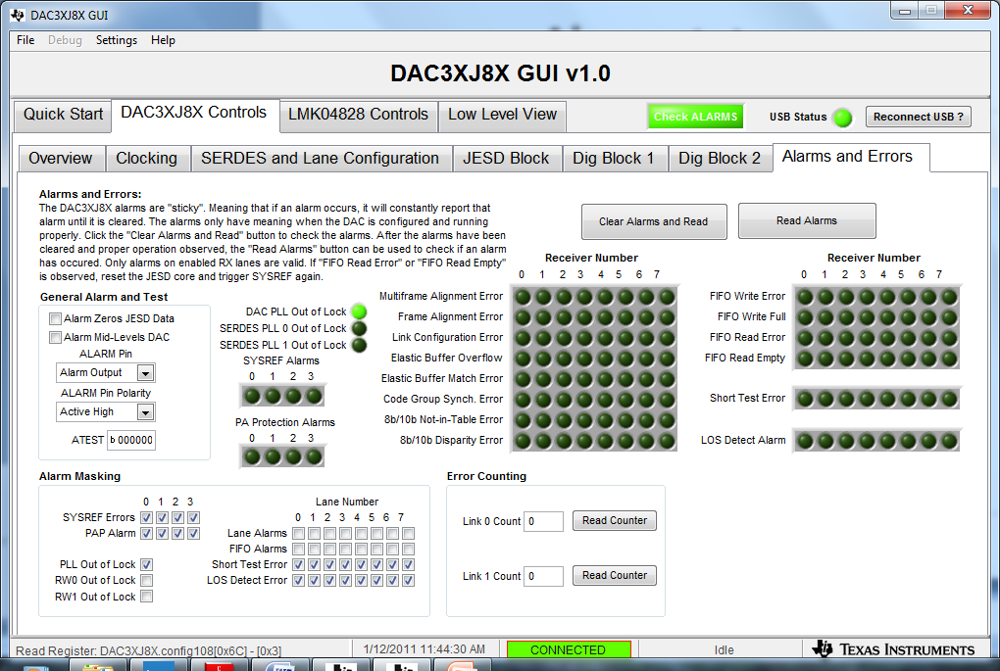 DAC3XJ8X GUI
File Debug Settings Help
DAC3XJ8X GUI v1.0
Quick Start DAC3XJ8X Controls LMK04828 Controls Low Level View
Check ALARMS USB Status Reconnect USB ?
Overview Clocking SERDES and Lane Configuration JESD Block Dig Block 1 Dig Block 2 Alarms and Errors
Alarms and Errors:
The DAC3XJ8X alarms are "sticky". Meaning that if an alarm occurs, it will constantly report that
alarm until it is cleared. The alarms only have meaning when the DAC is configured and running
properly. Click the "Clear Alarms and Read" button to check the alarms. After the alarms have been
cleared and proper operation observed, the "Read Alarms" button can be used to check if an alarm
has occured. Only alarms on enabled RX lanes are valid. If "FIFO Read Error" or "FIFO Read Empty"
is observed, reset the JESD core and trigger SYSREF again.
General Alarm and Test
Alarm Zeros JESD Data
Alarm Mid-Levels DAC
ALARM Pin
Alarm Output
ALARM Pin Polarity
Active High
ATEST b 000000
DAC PLL Out of Lock
SERDES PLL 0 Out of Lock
SERDES PLL 1 Out of Lock
SYSREF Alarms
0 1 2 3
PA Protection Alarms
0 1 2 3
Clear Alarms and Read
Read Alarms
Receiver Number
0 1 2 3 4 5 6 7
Multiframe Alignment Error
Frame Alignment Error
Link Configuration Error
Elastic Buffer Overflow
Elastic Buffer Match Error
Code Group Synch. Error
8b/10b Not-in-Table Error
8b/10b Disparity Error
Receiver Number
0 1 2 3 4 5 6 7
FIFO Write Error
FIFO Write Full
FIFO Read Error
FIFO Read Empty
Short Test Error
LOS Detect Alarm
Alarm Masking
0 1 2 3
SYSREF Errors
PAP Alarm
PLL Out of Lock
RW0 Out of Lock
RW1 Out of Lock
Lane Number
0 1 2 3 4 5 6 7
Lane Alarms
FIFO Alarms
Short Test Error
LOS Detect Error
Error Counting
Link 0 Count 0 Read Counter
Link 1 Count 0 Read Counter
Read Register: DAC3XJ8X.config108[0x6C] - [0x3]
1/12/2011 11:44:30 AM
CONNECTED
Idle
TEXAS INSTRUMENTS